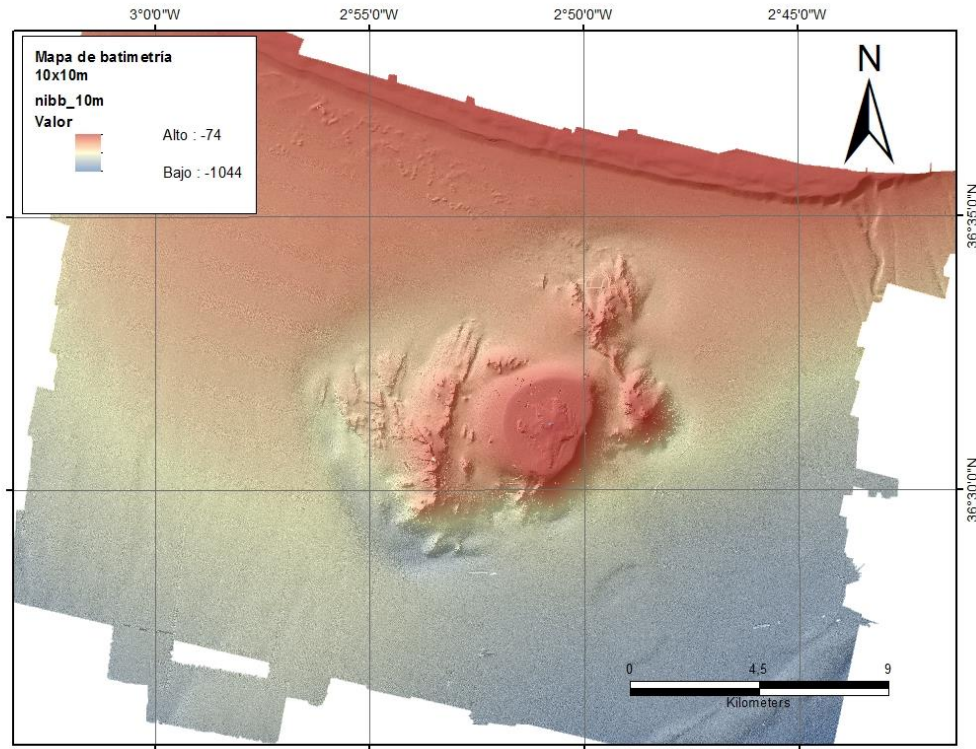 3°0'0"W
2°55'0"W
2°50'0"W
2°45'0"W
Mapa de batimetría
10x10m
nibb_10m
Valor
Alto : -74
Bajo : -1044
N
36°35'0"N
36°30'0"N
0 4,5 9
Kilometers